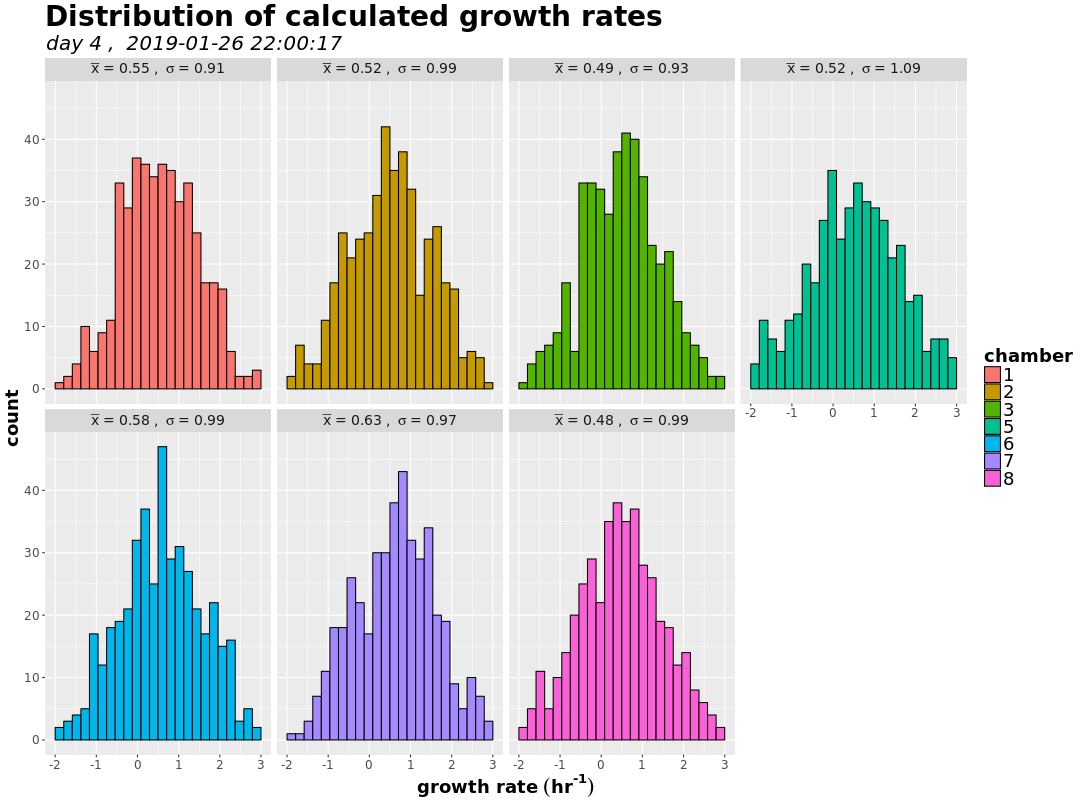 Distribution of calculated growth rates
day 4 ,  2019-01-26 22:00:17
x̅ = 0.55 ,  σ = 0.91
x̅ = 0.52 ,  σ = 0.99
x̅ = 0.49 ,  σ = 0.93
x̅ = 0.52 ,  σ = 1.09
40
30
20
10
0
-2 -1 0 1 2 3
x̅ = 0.58 ,  σ = 0.99
x̅ = 0.63 ,  σ = 0.97
x̅ = 0.48 ,  σ = 0.99
40
30
20
10
0
-2 -1 0 1 2 3
-2 -1 0 1 2 3
-2 -1 0 1 2 3
count
growth rate (hr⁻¹)
chamber
1
2
3
5
6
7
8